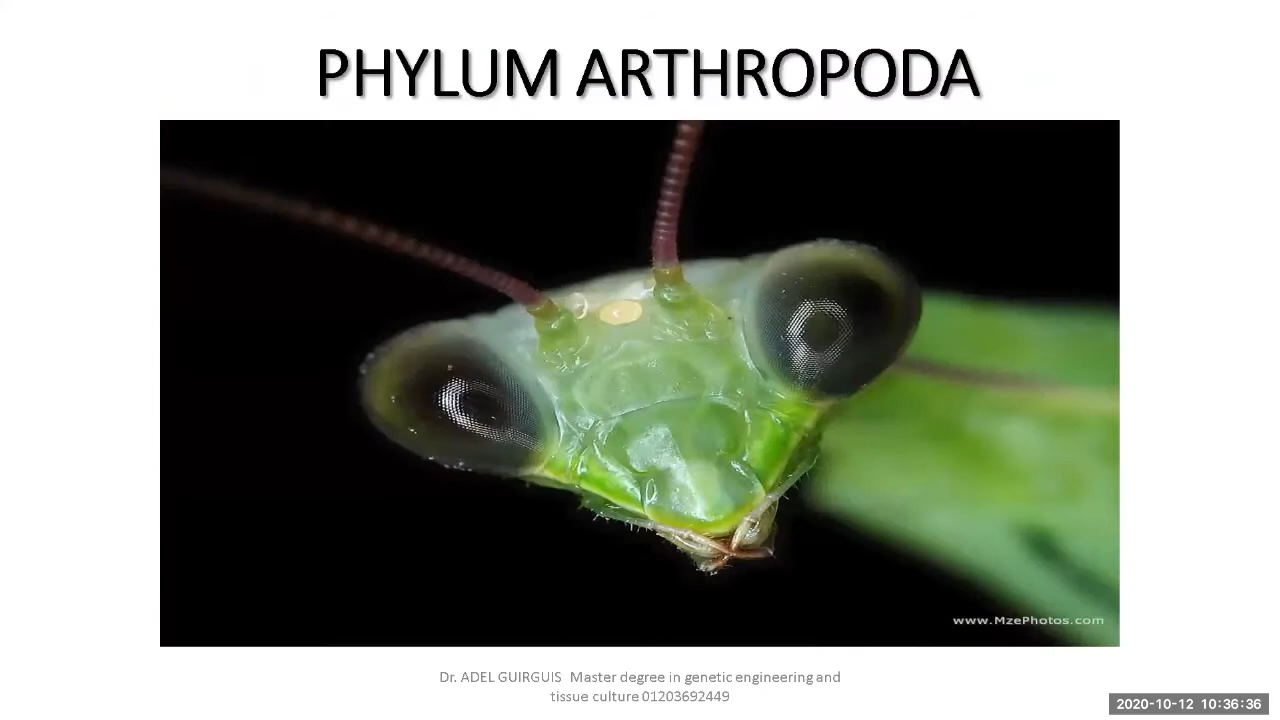 PHYLUM ARTHROPODA
www.MzePhotos.com
Dr. ADEL GUIRGUIS Master degree in genetic engineering and
tissue culture 01203692449
2020-10-12 10:36:36